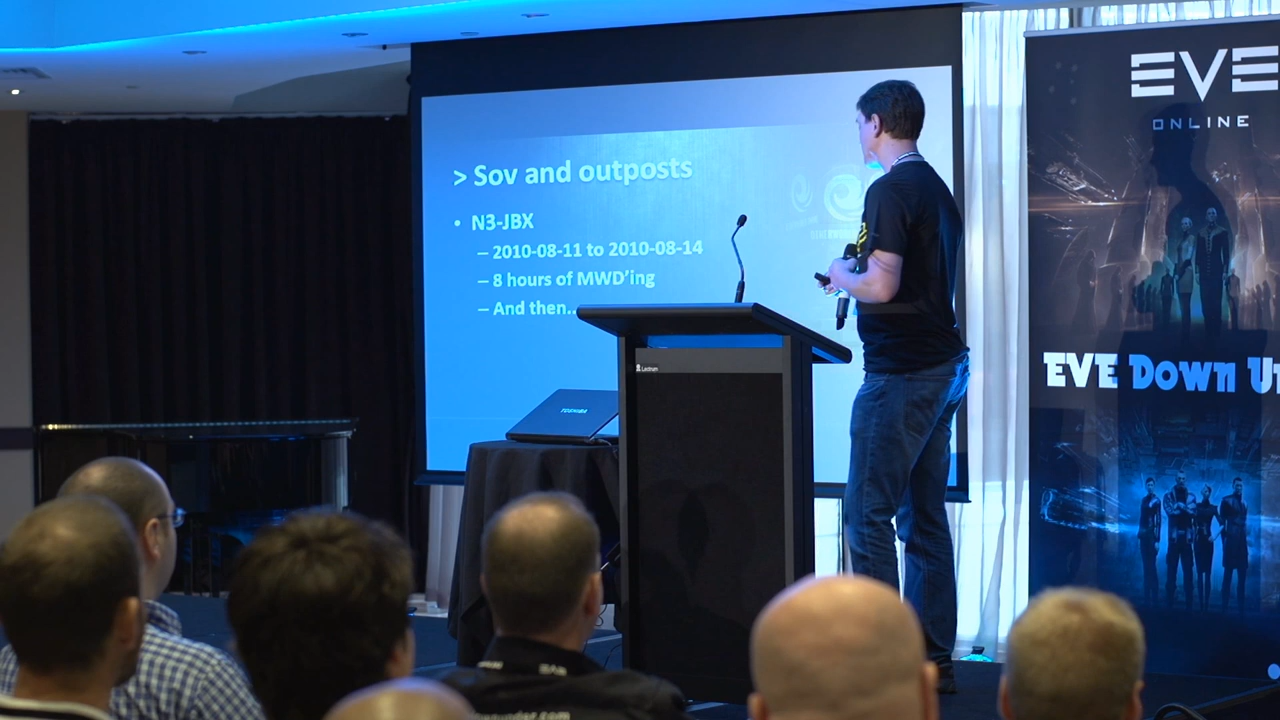 > Sov and outposts
• N3-JBX
– 2010-08-11 to 2010-08-14
– 8 hours of MWD'ing
– And then..
TOSHIBA
Lectrum
EVE
ONLINE
EVE Down U